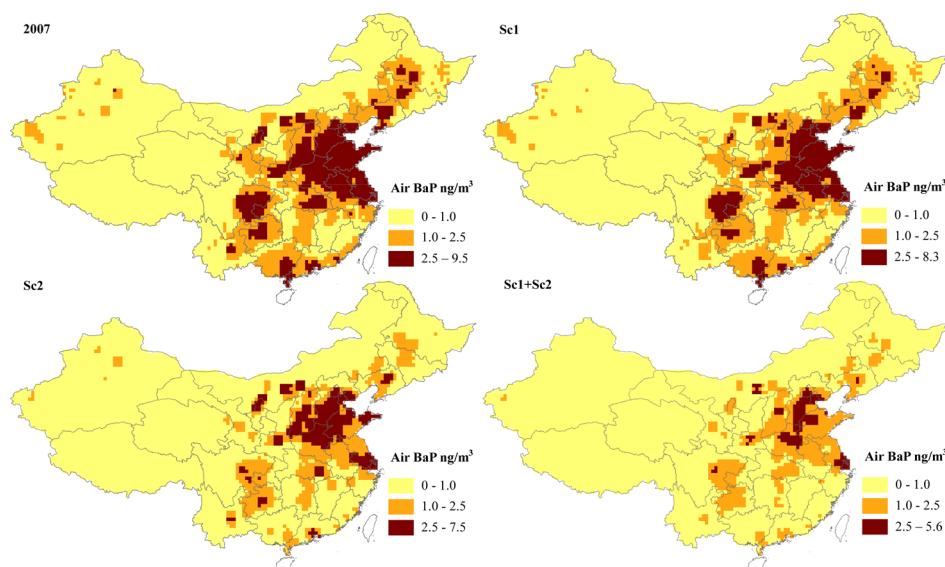 2007
Air BaP ng/m³
0 - 1.0
1.0 - 2.5
2.5 – 9.5
Sc1
Air BaP ng/m³
0 - 1.0
1.0 - 2.5
2.5 - 8.3
Sc2
Air BaP ng/m³
0 - 1.0
1.0 - 2.5
2.5 - 7.5
Sc1+Sc2
Air BaP ng/m³
0 - 1.0
1.0 - 2.5
2.5 – 5.6